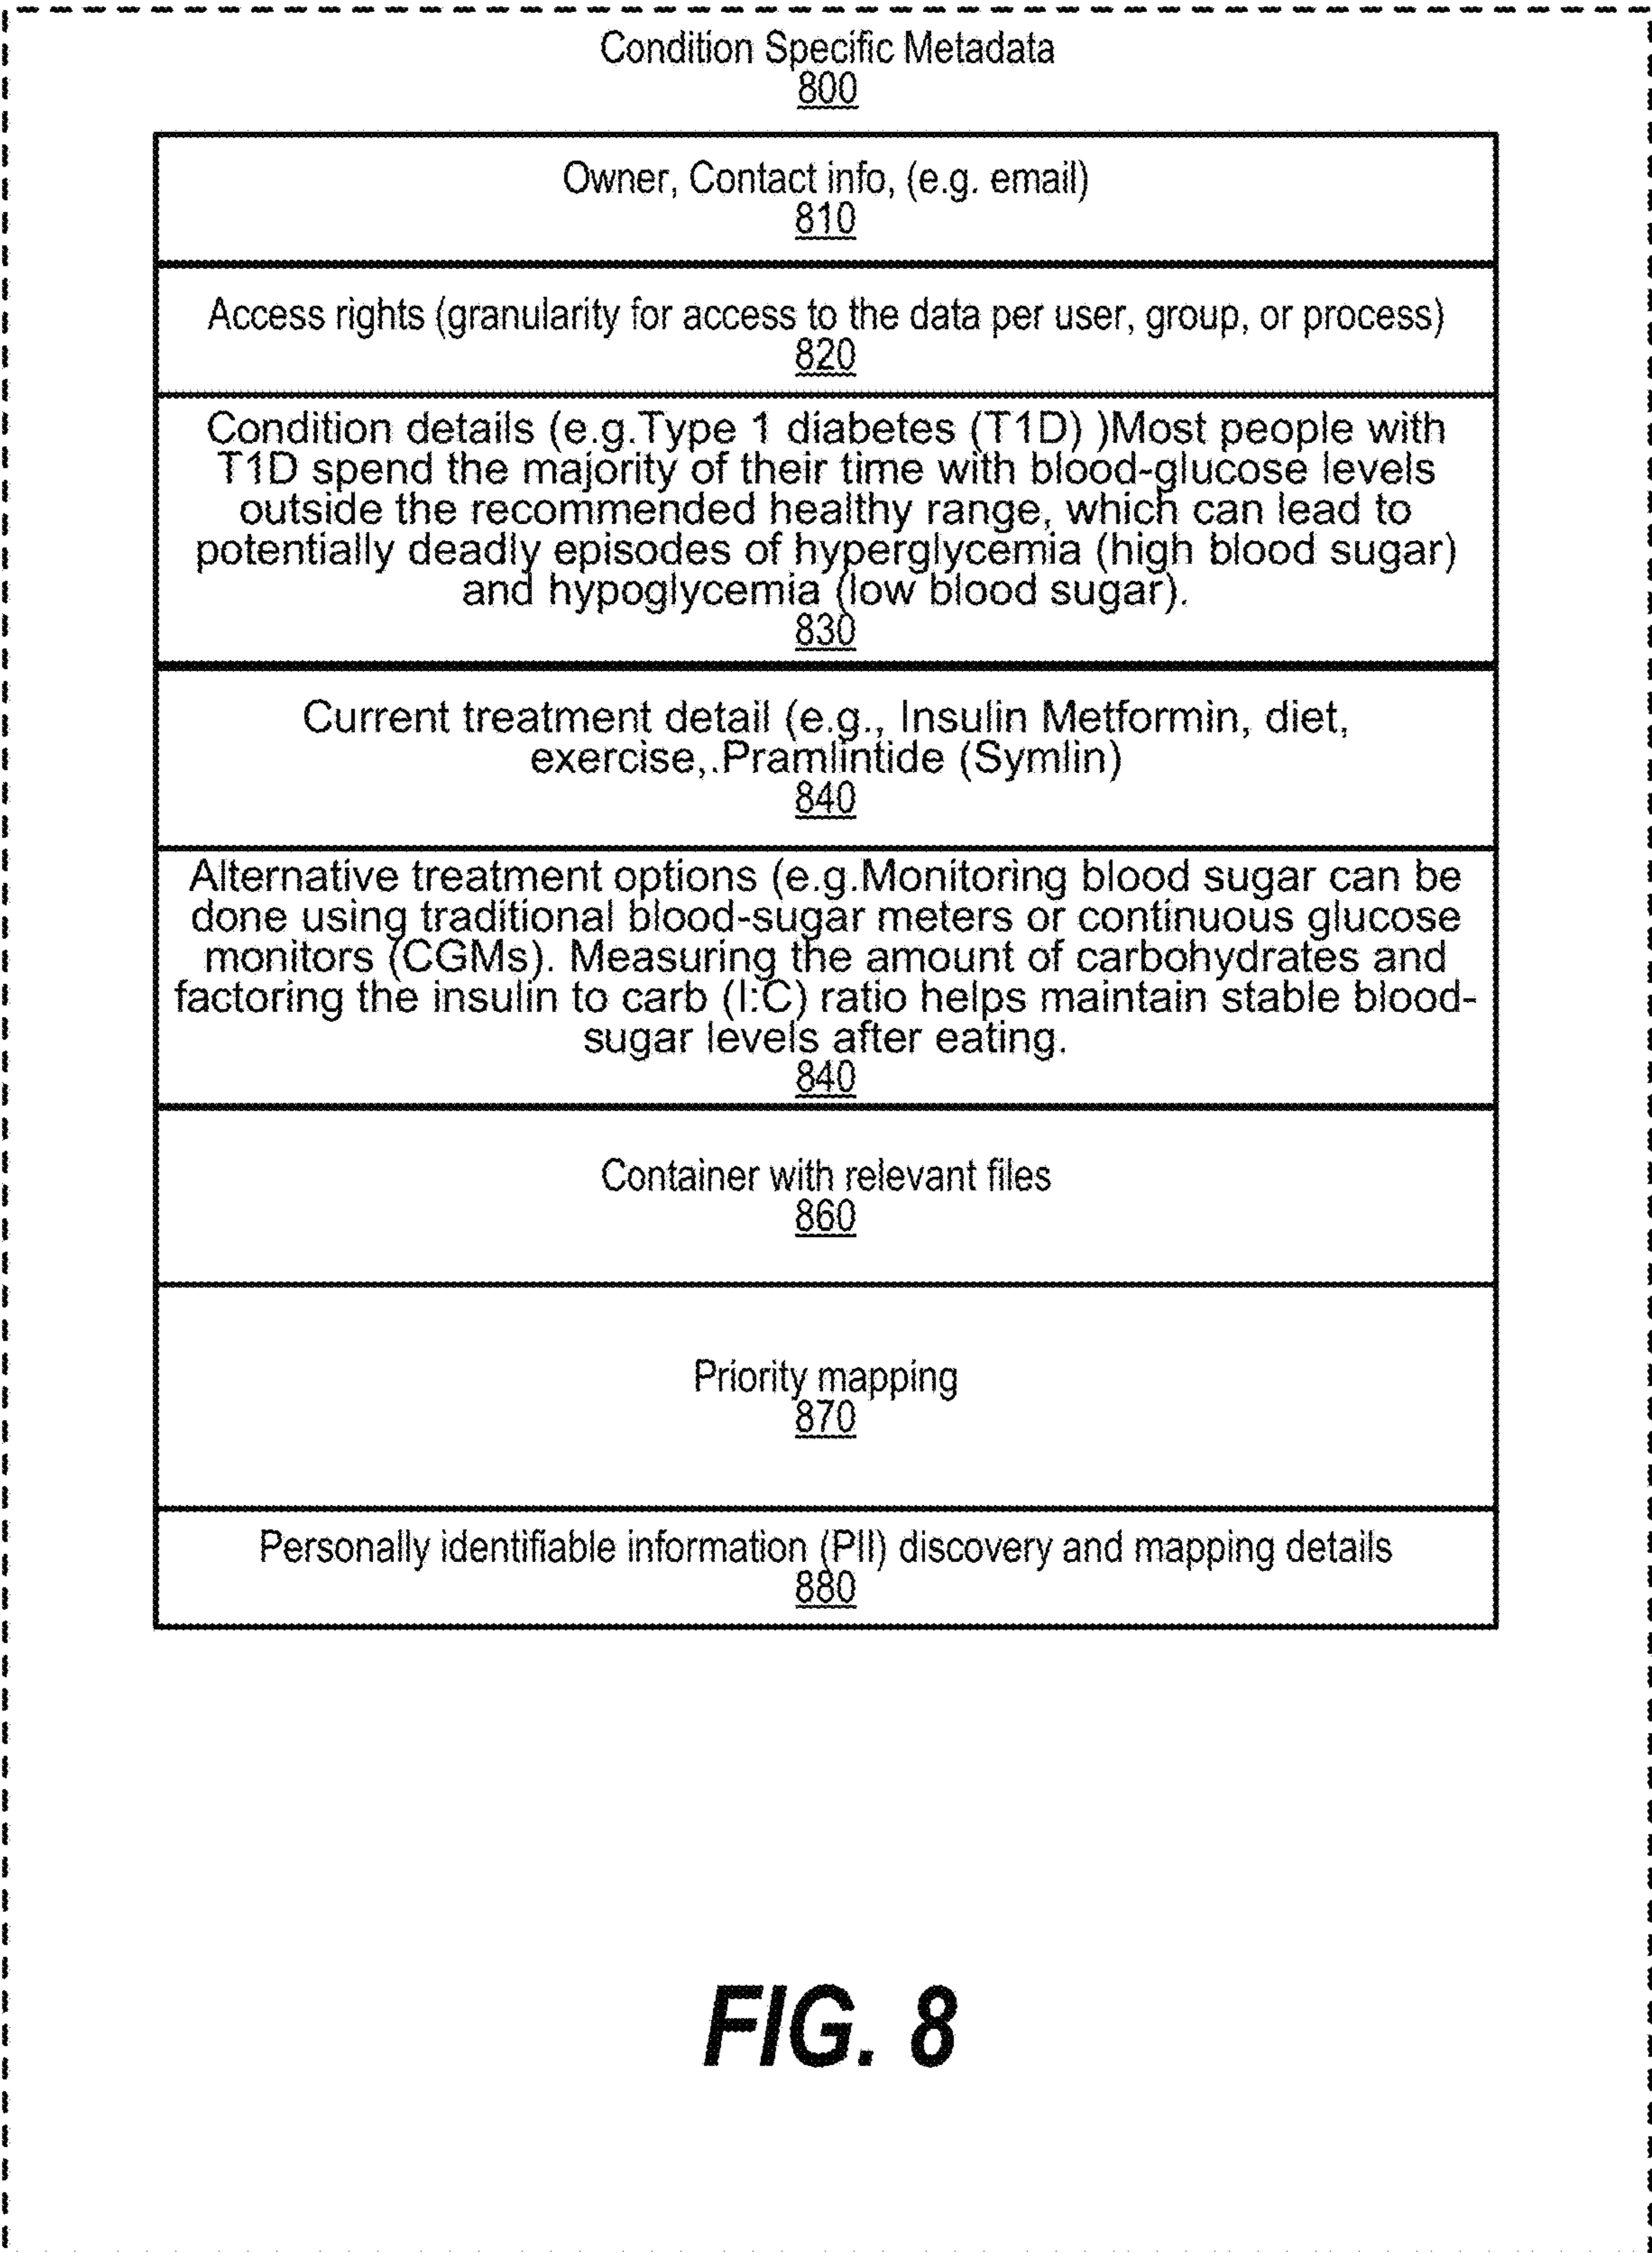 Condition Specific Metadata
800
Owner, Contact info, (e.g. email)
810
Access rights (granularity for access to the data per user, group, or process)
820
Condition details (e.g.Type 1 diabetes (T1D) )Most people with
T1D spend the majority of their time with blood-glucose levels
outside the recommended healthy range, which can lead to
potentially deadly episodes of hyperglycemia (high blood sugar)
and hypoglycemia (low blood sugar).
830
Current treatment detail (e.g., Insulin Metformin, diet,
exercise,.Pramlintide (Symlin)
840
Alternative treatment options (e.g.Monitoring blood sugar can be
done using traditional blood-sugar meters or continuous glucose
monitors (CGMs). Measuring the amount of carbohydrates and
factoring the insulin to carb (I:C) ratio helps maintain stable blood-
sugar levels after eating.
840
Container with relevant files
860
Priority mapping
870
Personally identifiable information (PII) discovery and mapping details
880
FIG. 8